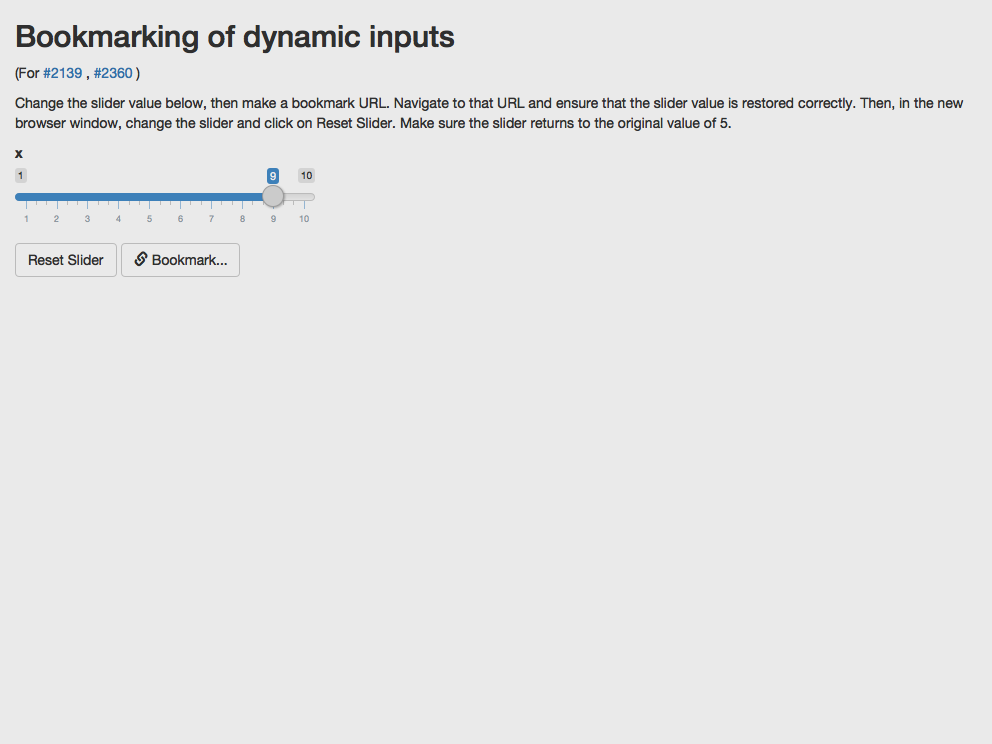 Bookmarking of dynamic inputs
(For #2139 , #2360 )
Change the slider value below, then make a bookmark URL. Navigate to that URL and ensure that the slider value is restored correctly. Then, in the new
browser window, change the slider and click on Reset Slider. Make sure the slider returns to the original value of 5.
x
1 9 10
1 2 3 4 5 6 7 8 9 10
Reset Slider Bookmark...